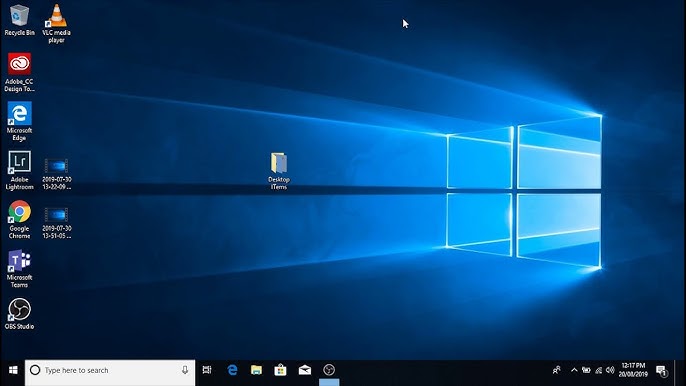 Recycle Bin
VLC media
player
Adobe_CC
Design To...
Microsoft
Edge
Lr
Adobe
Lightroom
2019-07-30
13-22-09 ...
Google
Chrome
2019-07-30
13-51-05 ...
Microsoft
Teams
OBS Studio
Desktop
ITems
Type here to search
12:17 PM
20/08/2019
1